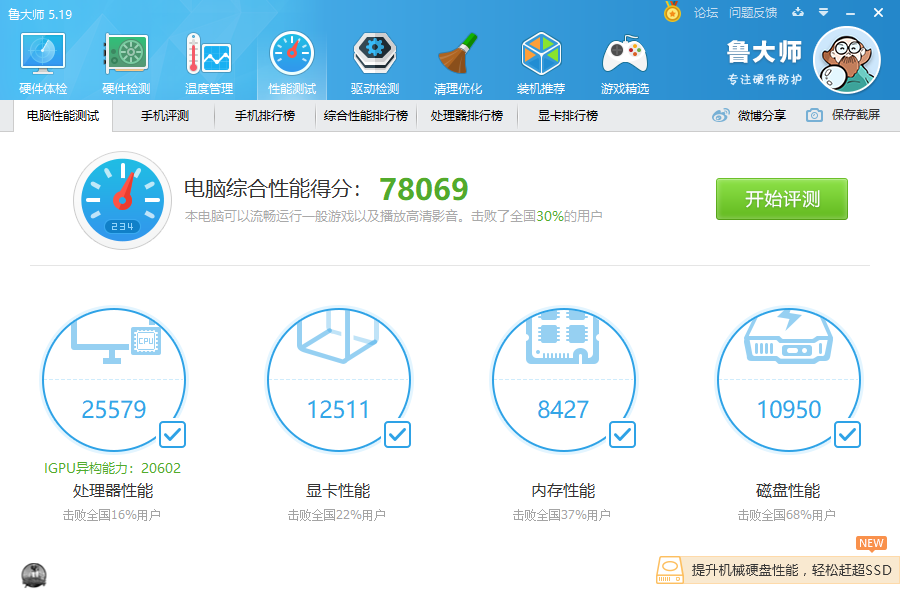 鲁大师 5.19
论坛 问题反馈
硬件体检 硬件检测 温度管理 性能测试 驱动检测 清理优化 装机推荐 游戏精选
鲁大师
专注硬件防护
电脑性能测试 手机评测 手机排行榜 综合性能排行榜 处理器排行榜 显卡排行榜 微博分享 保存截屏
电脑综合性能得分： 78069
本电脑可以流畅运行一般游戏以及播放高清影音。击败了全国30%的用户
开始评测
234
CPU
25579 12511 8427 10950
IGPU异构能力：20602
处理器性能 显卡性能 内存性能 磁盘性能
击败全国16%用户 击败全国22%用户 击败全国37%用户 击败全国68%用户
NEW
提升机械硬盘性能，轻松赶超SSD